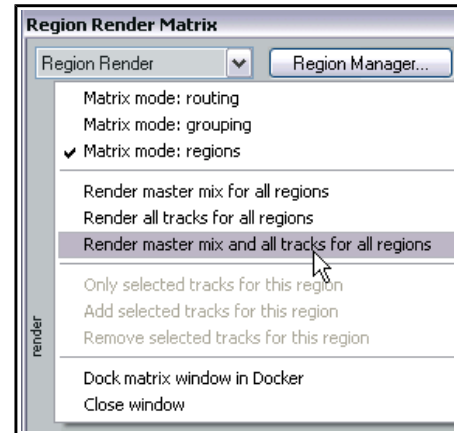 Region Render Matrix
Region Render
Region Manager...
Matrix mode: routing
Matrix mode: grouping
Matrix mode: regions
Render master mix for all regions
Render all tracks for all regions
Render master mix and all tracks for all regions
Only selected tracks for this region
Add selected tracks for this region
Remove selected tracks for this region
render
Dock matrix window in Docker
Close window